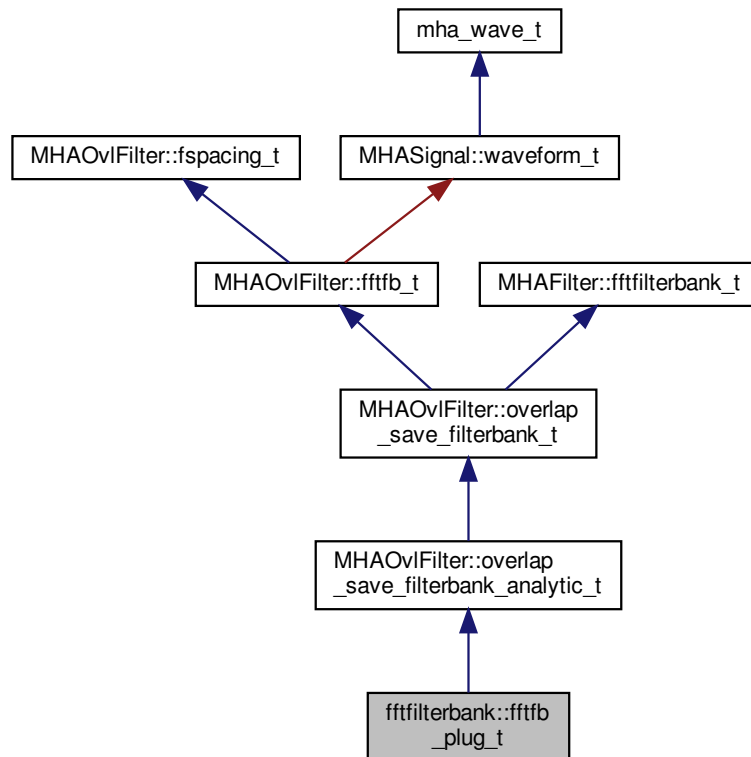 mha_wave_t
MHAOvlFilter::fspacing_t
MHASignal::waveform_t
MHAOvlFilter::fftfb_t
MHAFilter::fftfilterbank_t
MHAOvlFilter::overlap
_save_filterbank_t
MHAOvlFilter::overlap
_save_filterbank_analytic_t
fftfilterbank::fftfb
_plug_t